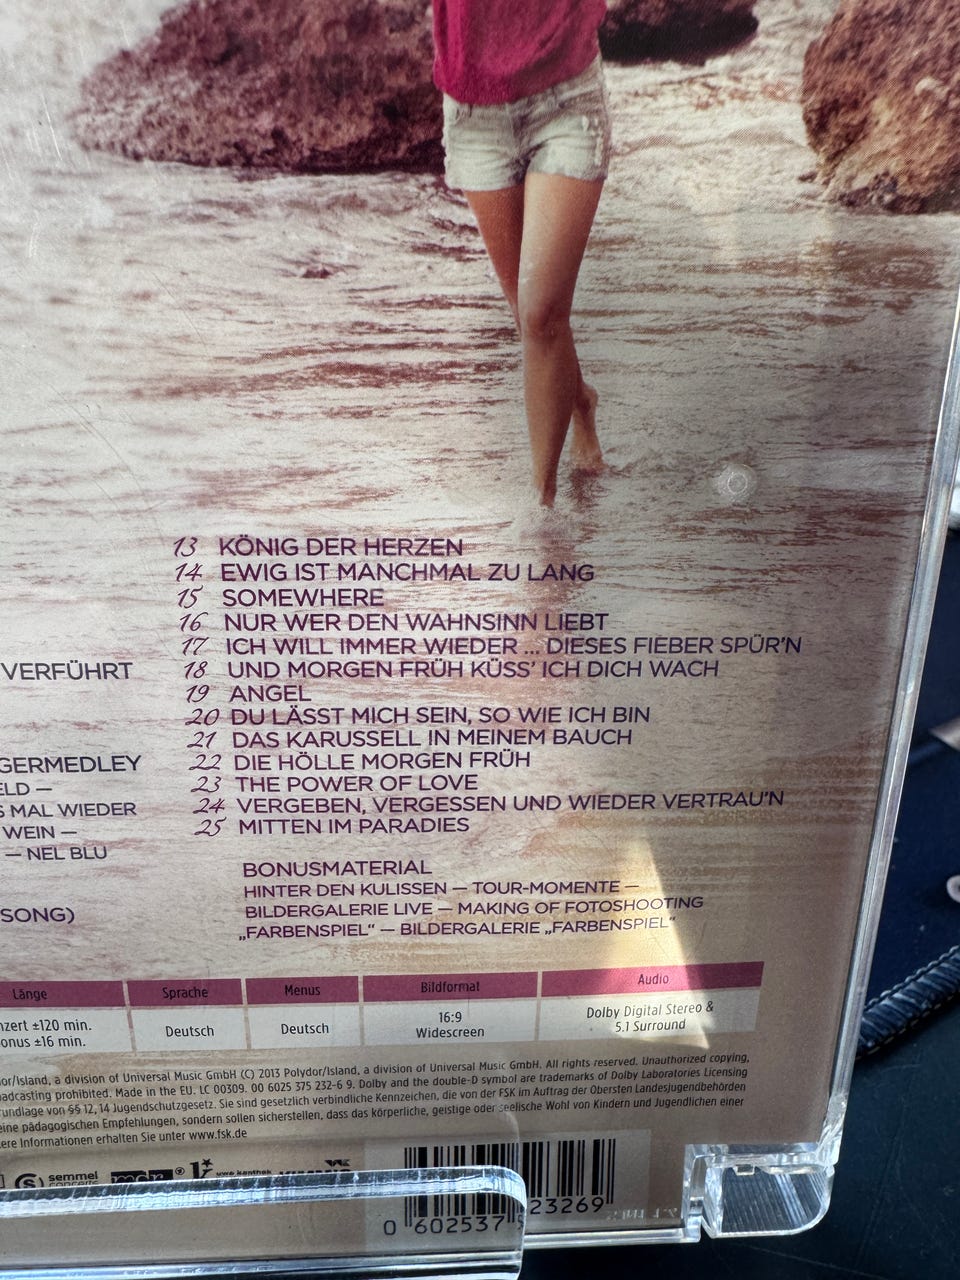 13 KÖNIG DER HERZEN
14 EWIG IST MANCHMAL ZU LANG
15 SOMEWHERE
16 NUR WER DEN WAHNSINN LIEBT
17 ICH WILL IMMER WIEDER ... DIESES FIEBER SPÜR'N
VERFÜHRT
18 UND MORGEN FRÜH KÜSS' ICH DICH WACH
19 ANGEL
20 DU LÄSST MICH SEIN, SO WIE ICH BIN
21 DAS KARUSSELL IN MEINEM BAUCH
GERMEDLEY
22 DIE HÖLLE MORGEN FRÜH
ELD –
23 THE POWER OF LOVE
S MAL WIEDER
24 VERGEBEN, VERGESSEN UND WIEDER VERTRAU'N
WEIN –
25 MITTEN IM PARADIES
– NEL BLU
BONUSMATERIAL
HINTER DEN KULISSEN – TOUR-MOMENTE –
SONG)
BILDERGALERIE LIVE – MAKING OF FOTOSHOOTING
„FARBENSPIEL“ – BILDERGALERIE „FARBENSPIEL“
Länge Sprache Menus Bildformat Audio
nzert ±120 min. Deutsch Deutsch 16:9 Dolby Digital Stereo &
onus ±16 min. Widescreen 5.1 Surround
dor/Island, a division of Universal Music GmbH (C) 2013 Polydor/Island, a division of Universal Music GmbH. All rights reserved. Unauthorized copying,
adcasting prohibited. Made in the EU. LC 00309. 00 6025 375 232-6 9. Dolby and the double-D symbol are trademarks of Dolby Laboratories Licensing
rundlage von §§ 12, 14 Jugendschutzgesetz. Sie sind gesetzlich verbindliche Kennzeichen, die von der FSK im Auftrag der Obersten Landesjugendbehörden
eine pädagogischen Empfehlungen, sondern sollen sicherstellen, dass das körperliche, geistige oder seelische Wohl von Kindern und Jugendlichen einer
ere Informationen erhalten Sie unter www.fsk.de
semmel
concerts
0 602537 523269